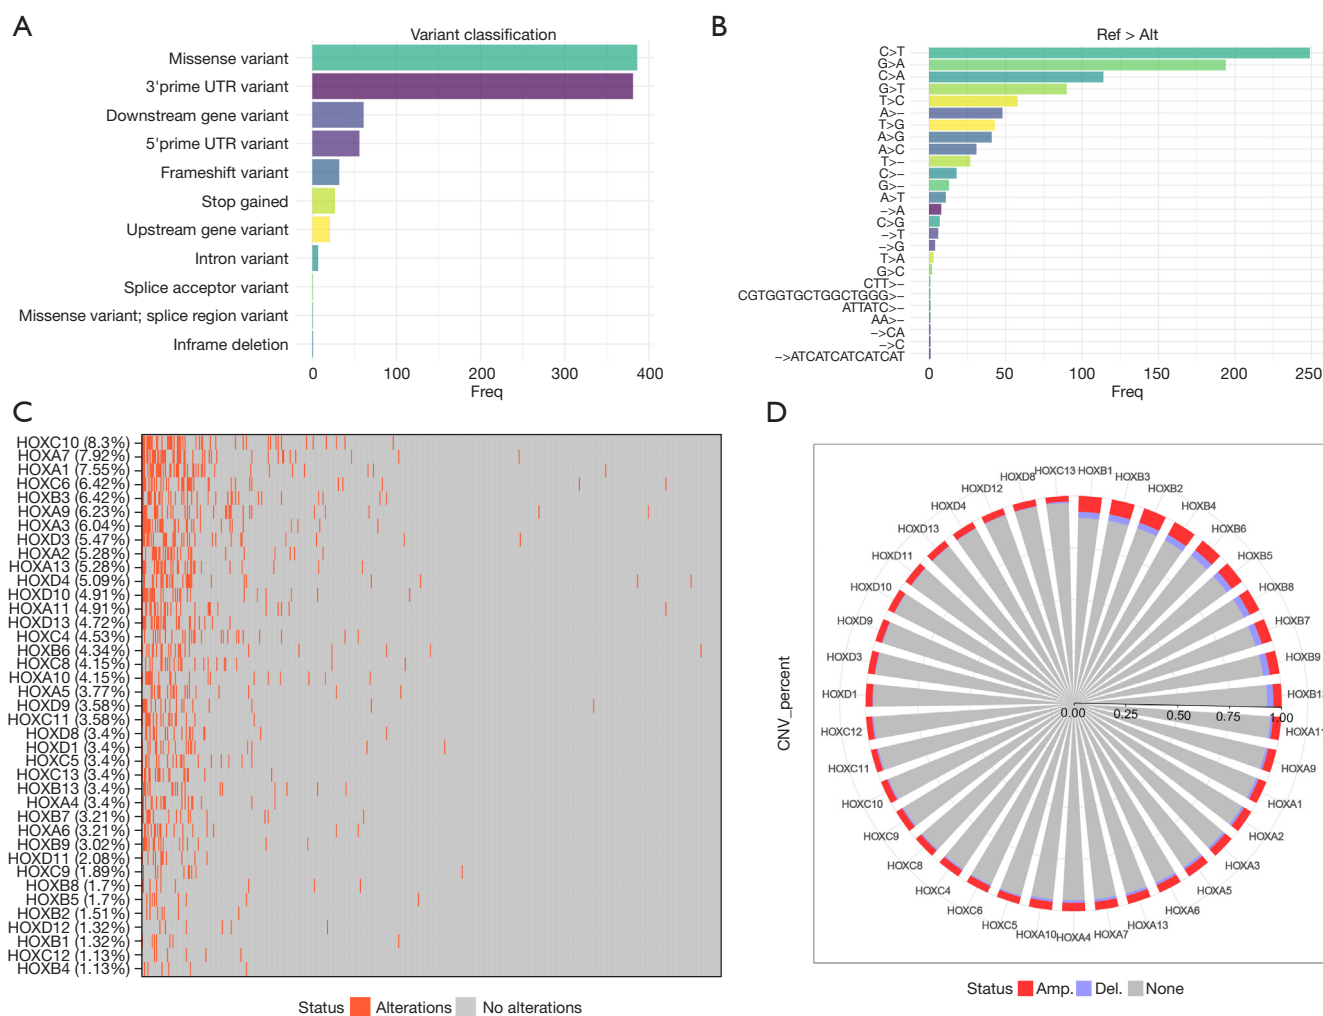 A
Variant classification
Missense variant
3'prime UTR variant
Downstream gene variant
5'prime UTR variant
Frameshift variant
Stop gained
Upstream gene variant
Intron variant
Splice acceptor variant
Missense variant; splice region variant
Inframe deletion
0 100 200 300 400
Freq
B
Ref > Alt
C>T
G>A
C>A
G>T
T>C
A>−
T>G
A>G
A>C
T>−
C>−
G>−
A>T
−>A
C>G
−>T
−>G
T>A
G>C
CTT>−
CGTGGTGCTGGCTGGG>−
ATTATC>−
AA>−
−>CA
−>C
−>ATCATCATCATCAT
0 50 100 150 200 250
Freq
C
HOXC10 (8.3%)
HOXA7 (7.92%)
HOXA1 (7.55%)
HOXC6 (6.42%)
HOXB3 (6.42%)
HOXA9 (6.23%)
HOXA3 (6.04%)
HOXD3 (5.47%)
HOXA2 (5.28%)
HOXA13 (5.28%)
HOXD4 (5.09%)
HOXD10 (4.91%)
HOXA11 (4.91%)
HOXD13 (4.72%)
HOXC4 (4.53%)
HOXB6 (4.34%)
HOXC8 (4.15%)
HOXA10 (4.15%)
HOXA5 (3.77%)
HOXD9 (3.58%)
HOXC11 (3.58%)
HOXD8 (3.4%)
HOXD1 (3.4%)
HOXC5 (3.4%)
HOXC13 (3.4%)
HOXB13 (3.4%)
HOXA4 (3.4%)
HOXB7 (3.21%)
HOXA6 (3.21%)
HOXB9 (3.02%)
HOXD11 (2.08%)
HOXC9 (1.89%)
HOXB8 (1.7%)
HOXB5 (1.7%)
HOXB2 (1.51%)
HOXD12 (1.32%)
HOXB1 (1.32%)
HOXC12 (1.13%)
HOXB4 (1.13%)
Status Alterations No alterations
D
CNV_percent
HOXB1
HOXB3
HOXB2
HOXB4
HOXB6
HOXB5
HOXB8
HOXB7
HOXB9
HOXB13
HOXA11
HOXA9
HOXA1
HOXA2
HOXA3
HOXA5
HOXA6
HOXA13
HOXA7
HOXA4
HOXA10
HOXC5
HOXC6
HOXC4
HOXC8
HOXC9
HOXC10
HOXC11
HOXC12
HOXD1
HOXD3
HOXD9
HOXD10
HOXD11
HOXD13
HOXD4
HOXD12
HOXD8
HOXC13
0.00 0.25 0.50 0.75 1.00
Status Amp. Del. None